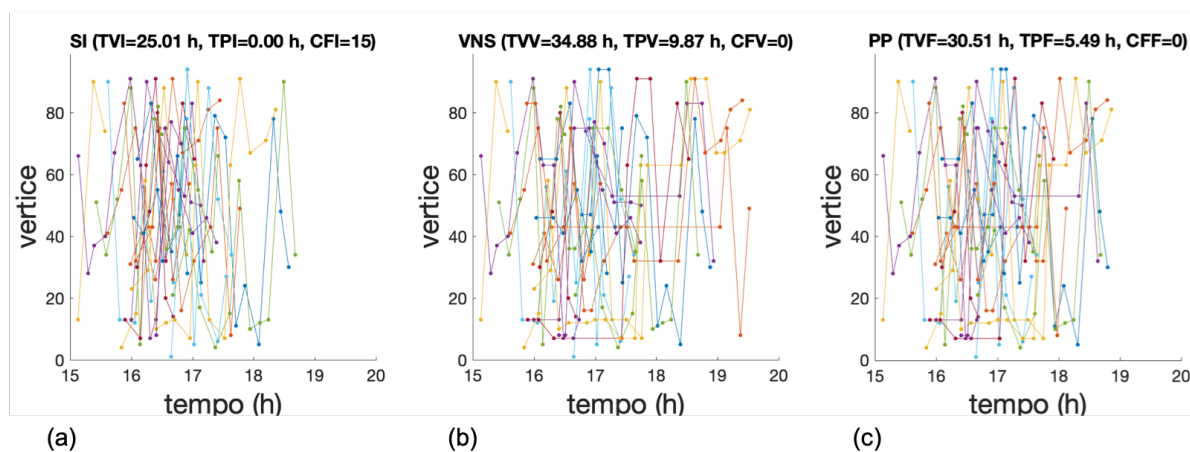 SI (TVI=25.01 h, TPI=0.00 h, CFI=15)
vertice
80
60
40
20
0
15 16 17 18 19 20
tempo (h)
(a)
VNS (TVV=34.88 h, TPV=9.87 h, CFV=0)
vertice
80
60
40
20
0
15 16 17 18 19 20
tempo (h)
(b)
PP (TVF=30.51 h, TPF=5.49 h, CFF=0)
vertice
80
60
40
20
0
15 16 17 18 19 20
tempo (h)
(c)